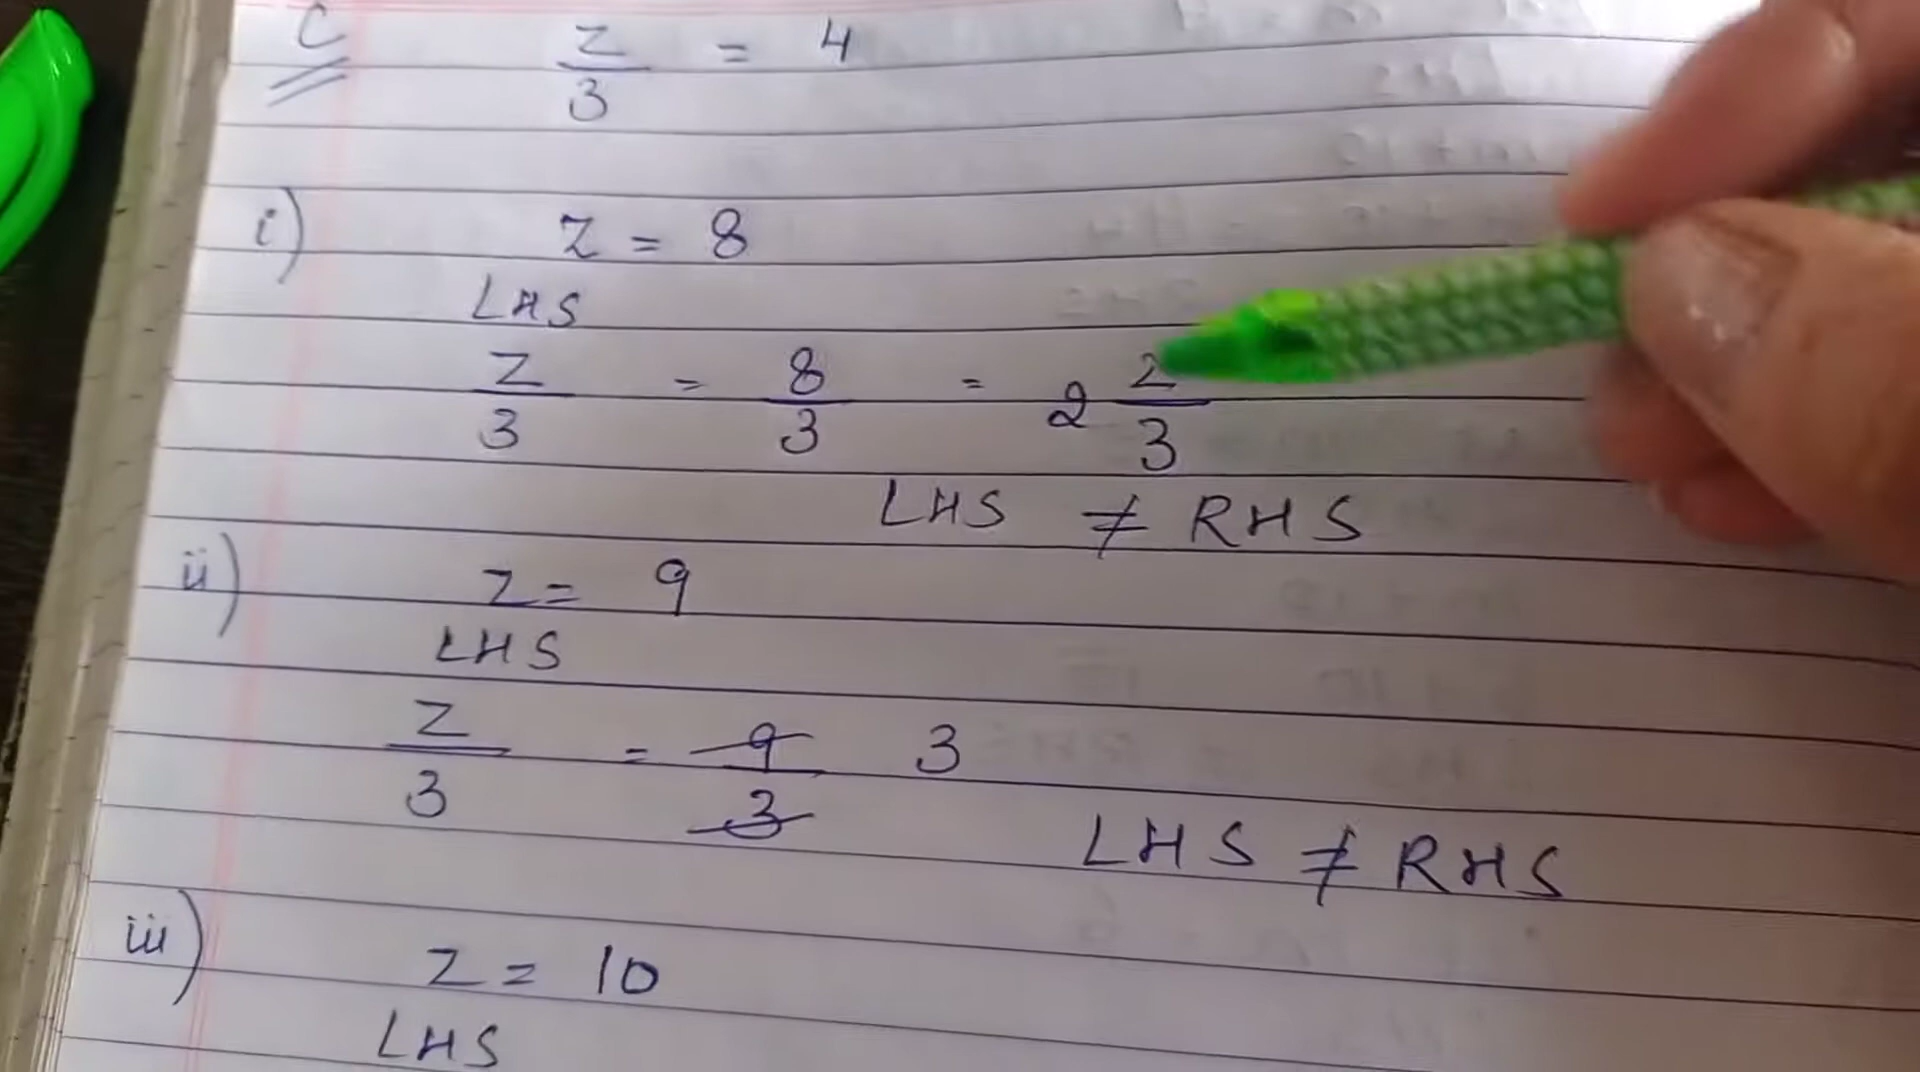 C z/3 = 4
i) z = 8
LHS
z/3 = 8/3 = 2 2/3
LHS ≠ RHS
ii) z = 9
LHS
z/3 = 9/3 3
LHS ≠ RHS
iii) z = 10
LHS